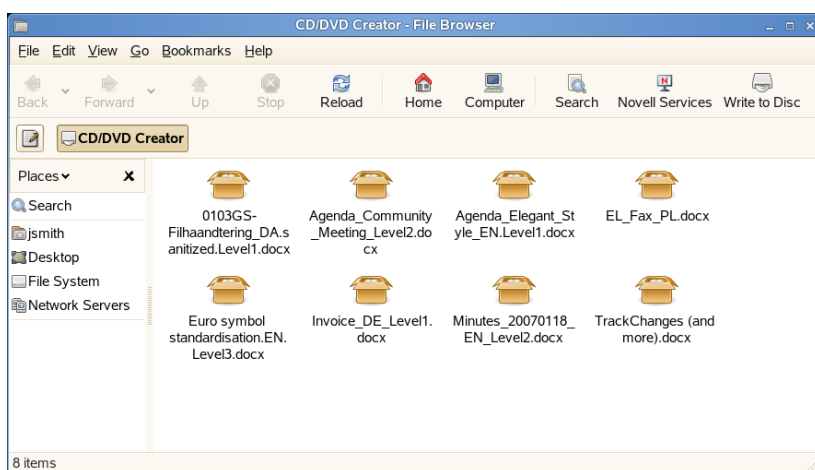 CD/DVD Creator - File Browser
File Edit View Go Bookmarks Help
Back Forward Up Stop Reload Home Computer Search Novell Services Write to Disc
CD/DVD Creator
Places
Search
jsmith
Desktop
File System
Network Servers
0103GS-
Filhaandtering_DA.s
anitized.Level1.docx
Agenda_Community
_Meeting_Level2.do
cx
Agenda_Elegant_St
yle_EN.Level1.docx
EL_Fax_PL.docx
Euro symbol
standardisation.EN.
Level3.docx
Invoice_DE_Level1.
docx
Minutes_20070118_
EN_Level2.docx
TrackChanges (and
more).docx
8 items